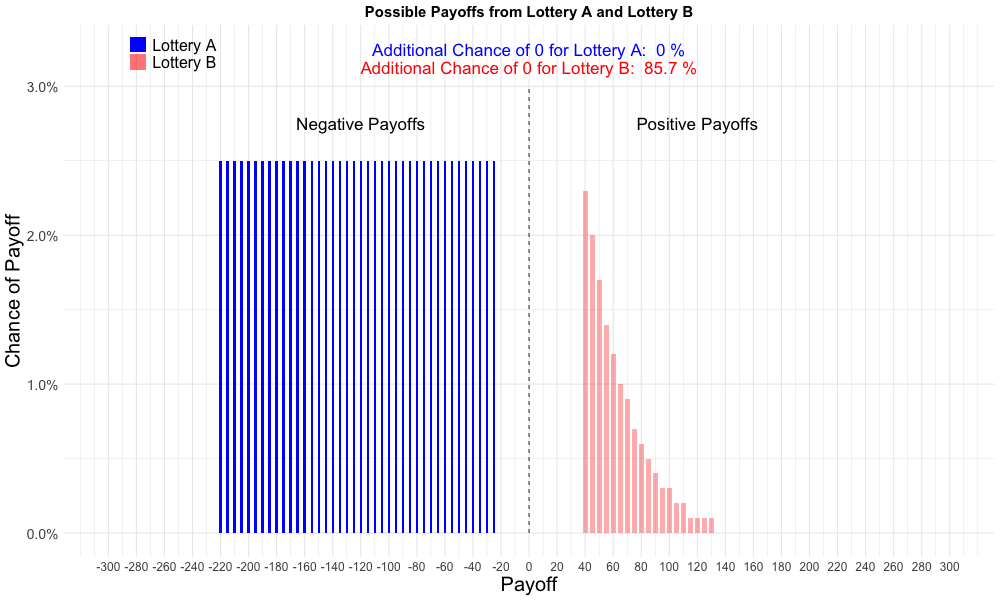 Possible Payoffs from Lottery A and Lottery B
Lottery A
Lottery B
Additional Chance of 0 for Lottery A:  0 %
Additional Chance of 0 for Lottery B:  85.7 %
Negative Payoffs
Positive Payoffs
Chance of Payoff
3.0%
2.0%
1.0%
0.0%
-300 -280 -260 -240 -220 -200 -180 -160 -140 -120 -100 -80 -60 -40 -20 0 20 40 60 80 100 120 140 160 180 200 220 240 260 280 300
Payoff